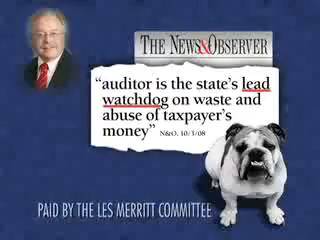 THE NEWS&OBSERVER
“auditor is the state’s lead
watchdog on waste and
abuse of taxpayer’s
money” N&O. 10/3/08
PAID BY THE LES MERRITT COMMITTEE